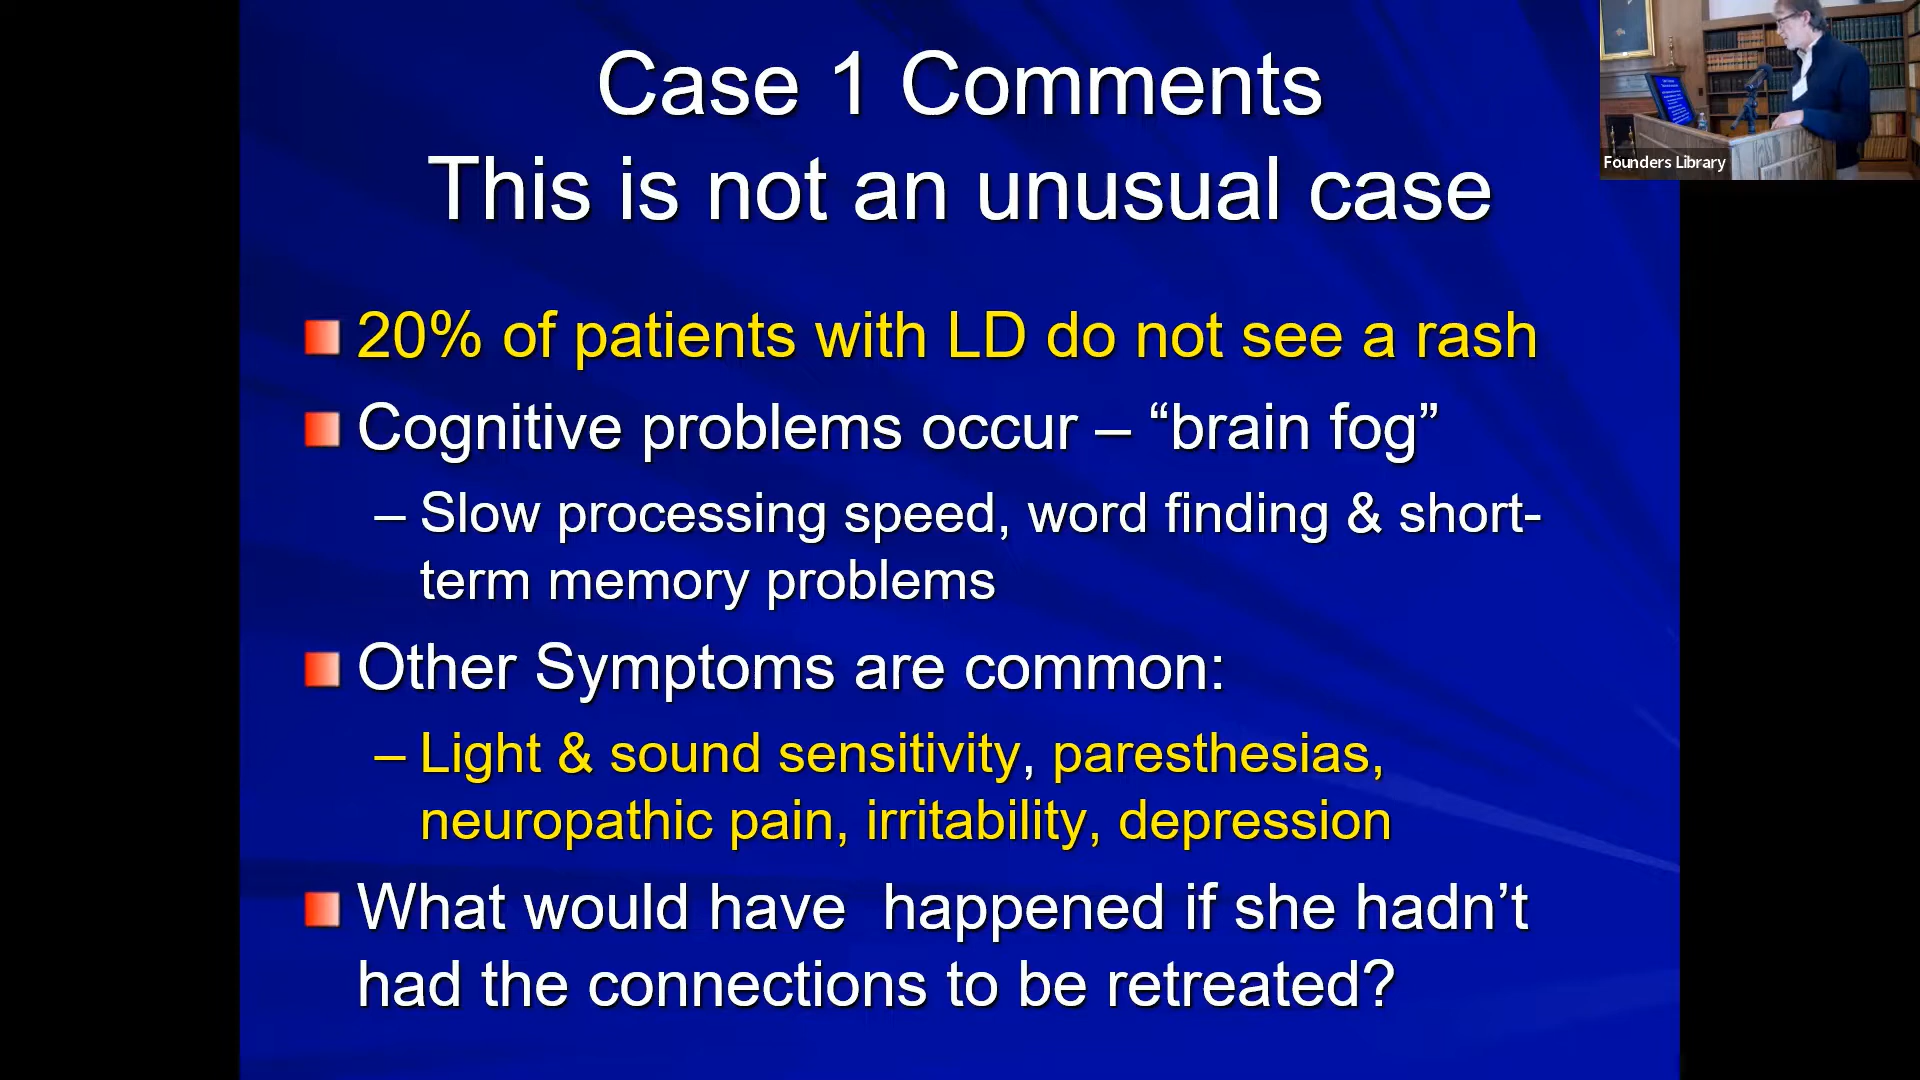 Case 1 Comments
This is not an unusual case
20% of patients with LD do not see a rash
Cognitive problems occur – “brain fog”
– Slow processing speed, word finding & short-
term memory problems
Other Symptoms are common:
– Light & sound sensitivity, paresthesias,
neuropathic pain, irritability, depression
What would have  happened if she hadn’t
had the connections to be retreated?
Founders Library